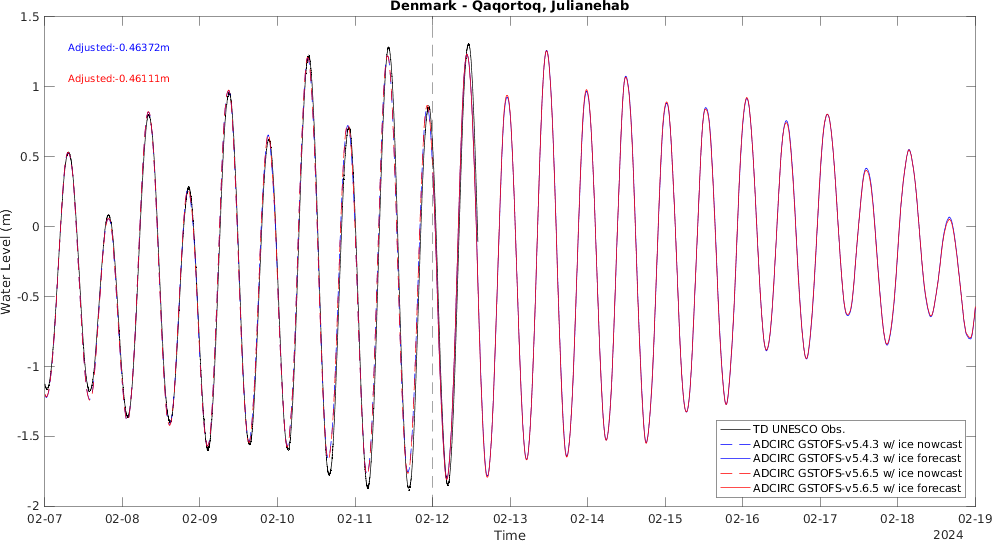 Denmark - Qaqortoq, Julianehab
Adjusted:-0.46372m
Adjusted:-0.46111m
Water Level (m)
1.5
1
0.5
0
-0.5
-1
-1.5
-2
TD UNESCO Obs.
ADCIRC GSTOFS-v5.4.3 w/ ice nowcast
ADCIRC GSTOFS-v5.4.3 w/ ice forecast
ADCIRC GSTOFS-v5.6.5 w/ ice nowcast
ADCIRC GSTOFS-v5.6.5 w/ ice forecast
02-07 02-08 02-09 02-10 02-11 02-12 02-13 02-14 02-15 02-16 02-17 02-18 02-19
Time
2024